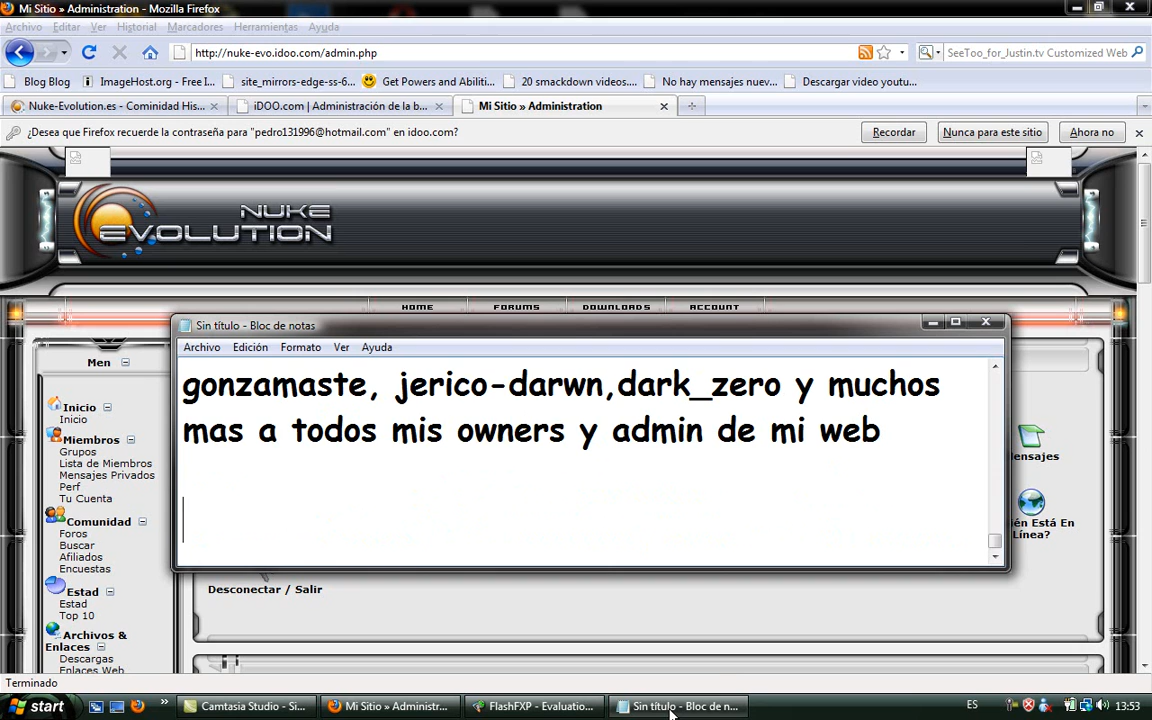 Mi Sitio » Administration - Mozilla Firefox
Archivo Editar Ver Historial Marcadores Herramientas Ayuda
http://nuke-evo.idoo.com/admin.php
SeeToo_for_Justin.tv Customized Web
Blog Blog ImageHost.org - Free I... site_mirrors-edge-ss-6... Get Powers and Abiliti... 20 smackdown videos.... No hay mensajes nuev... Descargar video youtu...
Nuke-Evolution.es - Cominidad His... iDOO.com | Administración de la b... Mi Sitio » Administration
¿Desea que Firefox recuerde la contraseña para "pedro131996@hotmail.com" en idoo.com? Recordar Nunca para este sitio Ahora no
NUKE
EVOLUTION
HOME FORUMS DOWNLOADS ACCOUNT
Sin título - Bloc de notas
Archivo Edición Formato Ver Ayuda
gonzamaste, jerico-darwn,dark_zero y muchos
mas a todos mis owners y admin de mi web
Men
Inicio
Inicio
Miembros
Grupos
Lista de Miembros
Mensajes Privados
Perf
Tu Cuenta
Comunidad
Foros
Buscar
Afiliados
Encuestas
Estad
Estad
Top 10
Archivos &
Enlaces
Descargas
Enlaces Web
ensajes
én Está En
Línea?
Desconectar / Salir
Terminado
start Camtasia Studio - Si... Mi Sitio » Administr... FlashFXP - Evaluatio... Sin título - Bloc de n... ES 13:53